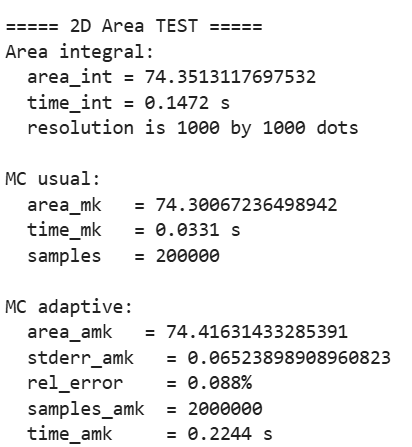 ===== 2D Area TEST =====
Area integral:
area_int = 74.3513117697532
time_int = 0.1472 s
resolution is 1000 by 1000 dots
MC usual:
area_mk = 74.30067236498942
time_mk = 0.0331 s
samples = 200000
MC adaptive:
area_amk = 74.41631433285391
stderr_amk = 0.06523898908960823
rel_error = 0.088%
samples_amk = 2000000
time_amk = 0.2244 s